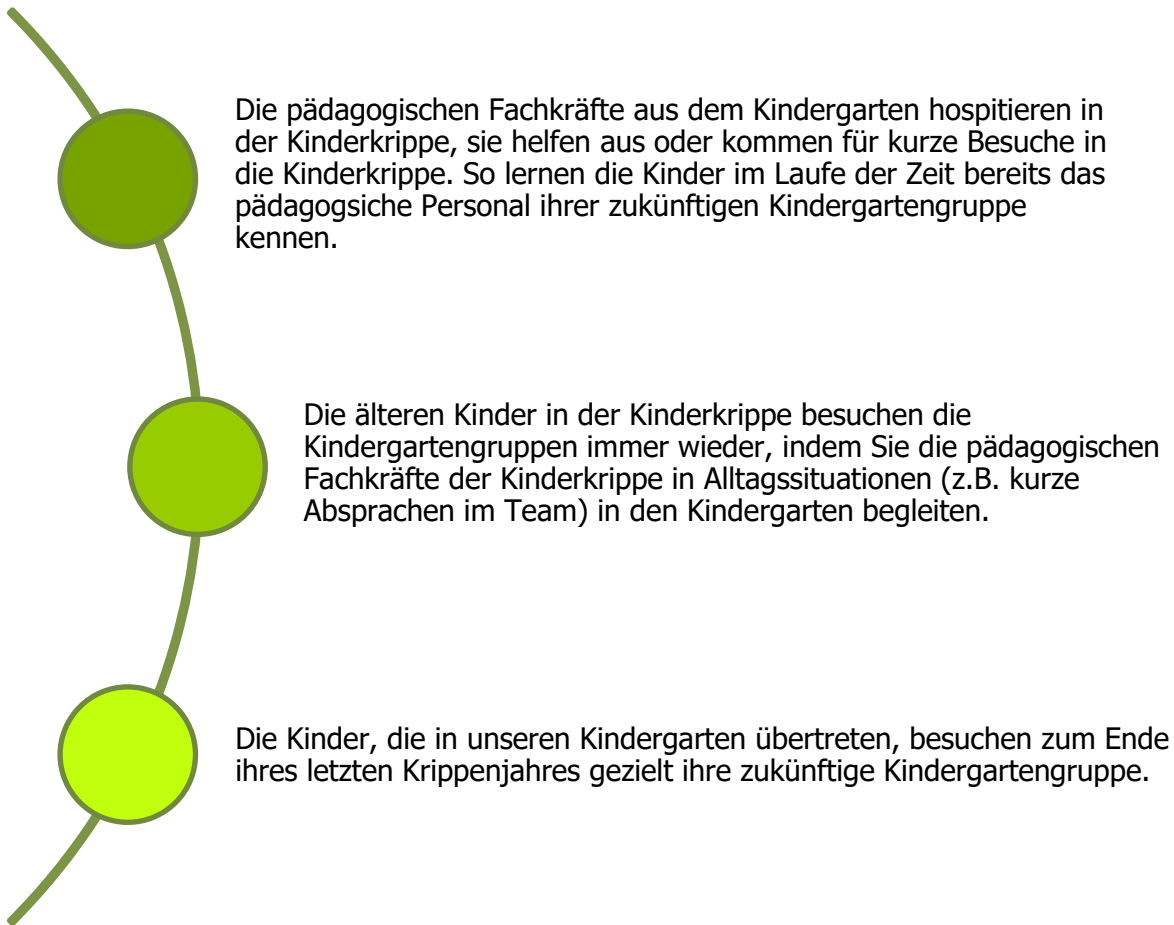 Die pädagogischen Fachkräfte aus dem Kindergarten hospitieren in
der Kinderkrippe, sie helfen aus oder kommen für kurze Besuche in
die Kinderkrippe. So lernen die Kinder im Laufe der Zeit bereits das
pädagogsiche Personal ihrer zukünftigen Kindergartengruppe
kennen.
Die älteren Kinder in der Kinderkrippe besuchen die
Kindergartengruppen immer wieder, indem Sie die pädagogischen
Fachkräfte der Kinderkrippe in Alltagssituationen (z.B. kurze
Absprachen im Team) in den Kindergarten begleiten.
Die Kinder, die in unseren Kindergarten übertreten, besuchen zum Ende
ihres letzten Krippenjahres gezielt ihre zukünftige Kindergartengruppe.